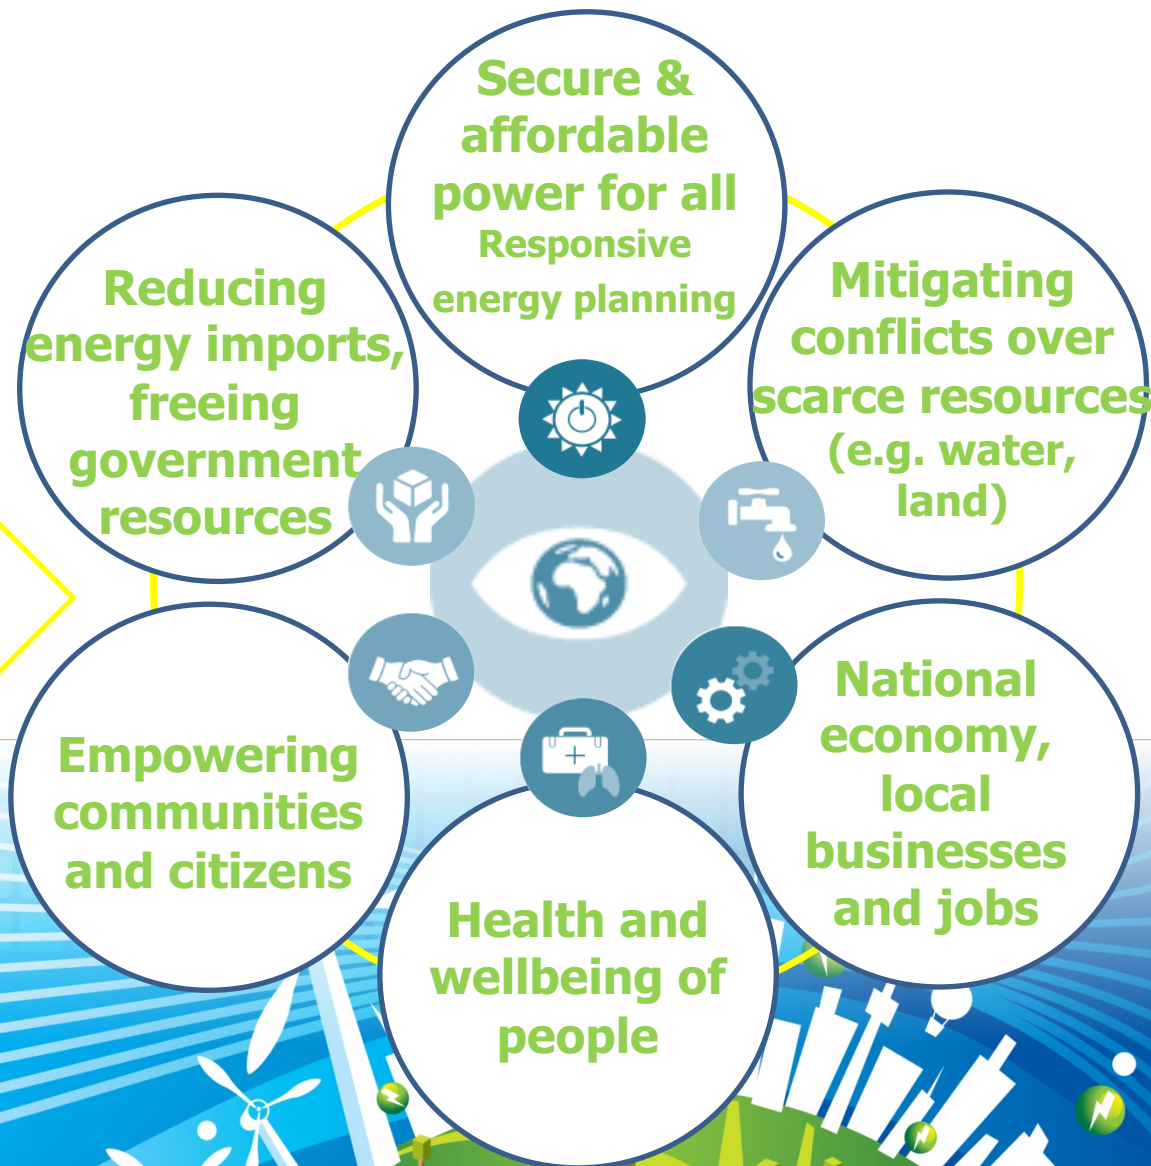 Secure &
affordable
power for all
Responsive
energy planning
Mitigating
conflicts over
scarce resources
(e.g. water,
land)
National
economy,
local
businesses
and jobs
Health and
wellbeing of
people
Empowering
communities
and citizens
Reducing
energy imports,
freeing
government
resources